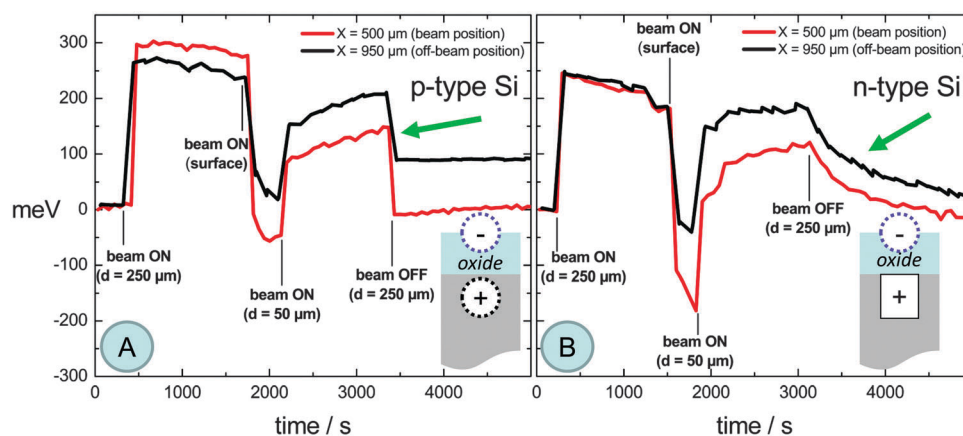 300
200
100
meV
0
-100
-200
-300
X = 500 µm (beam position)
X = 950 µm (off-beam position)
p-type Si
beam ON
(surface)
beam ON
(d = 250 µm)
beam ON
(d = 50 µm)
beam OFF
(d = 250 µm)
-
oxide
+
A
0
1000
2000
3000
4000
time / s
beam ON
(surface)
X = 500 µm (beam position)
X = 950 µm (off-beam position)
n-type Si
beam ON
(d = 250 µm)
beam OFF
(d = 250 µm)
beam ON
(d = 50 µm)
-
oxide
+
B
0
1000
2000
3000
4000
time / s